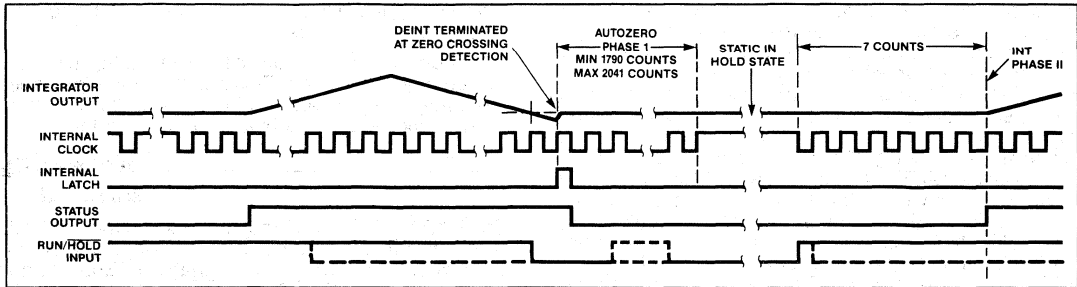 DEINT TERMINATED
AT ZERO CROSSING
DETECTION
AUTOZERO
PHASE 1
MIN 1790 COUNTS
MAX 2041 COUNTS
STATIC IN
HOLD STATE
7 COUNTS
INT
PHASE II
INTEGRATOR
OUTPUT
INTERNAL
CLOCK
INTERNAL
LATCH
STATUS
OUTPUT
RUN/HOLD
INPUT